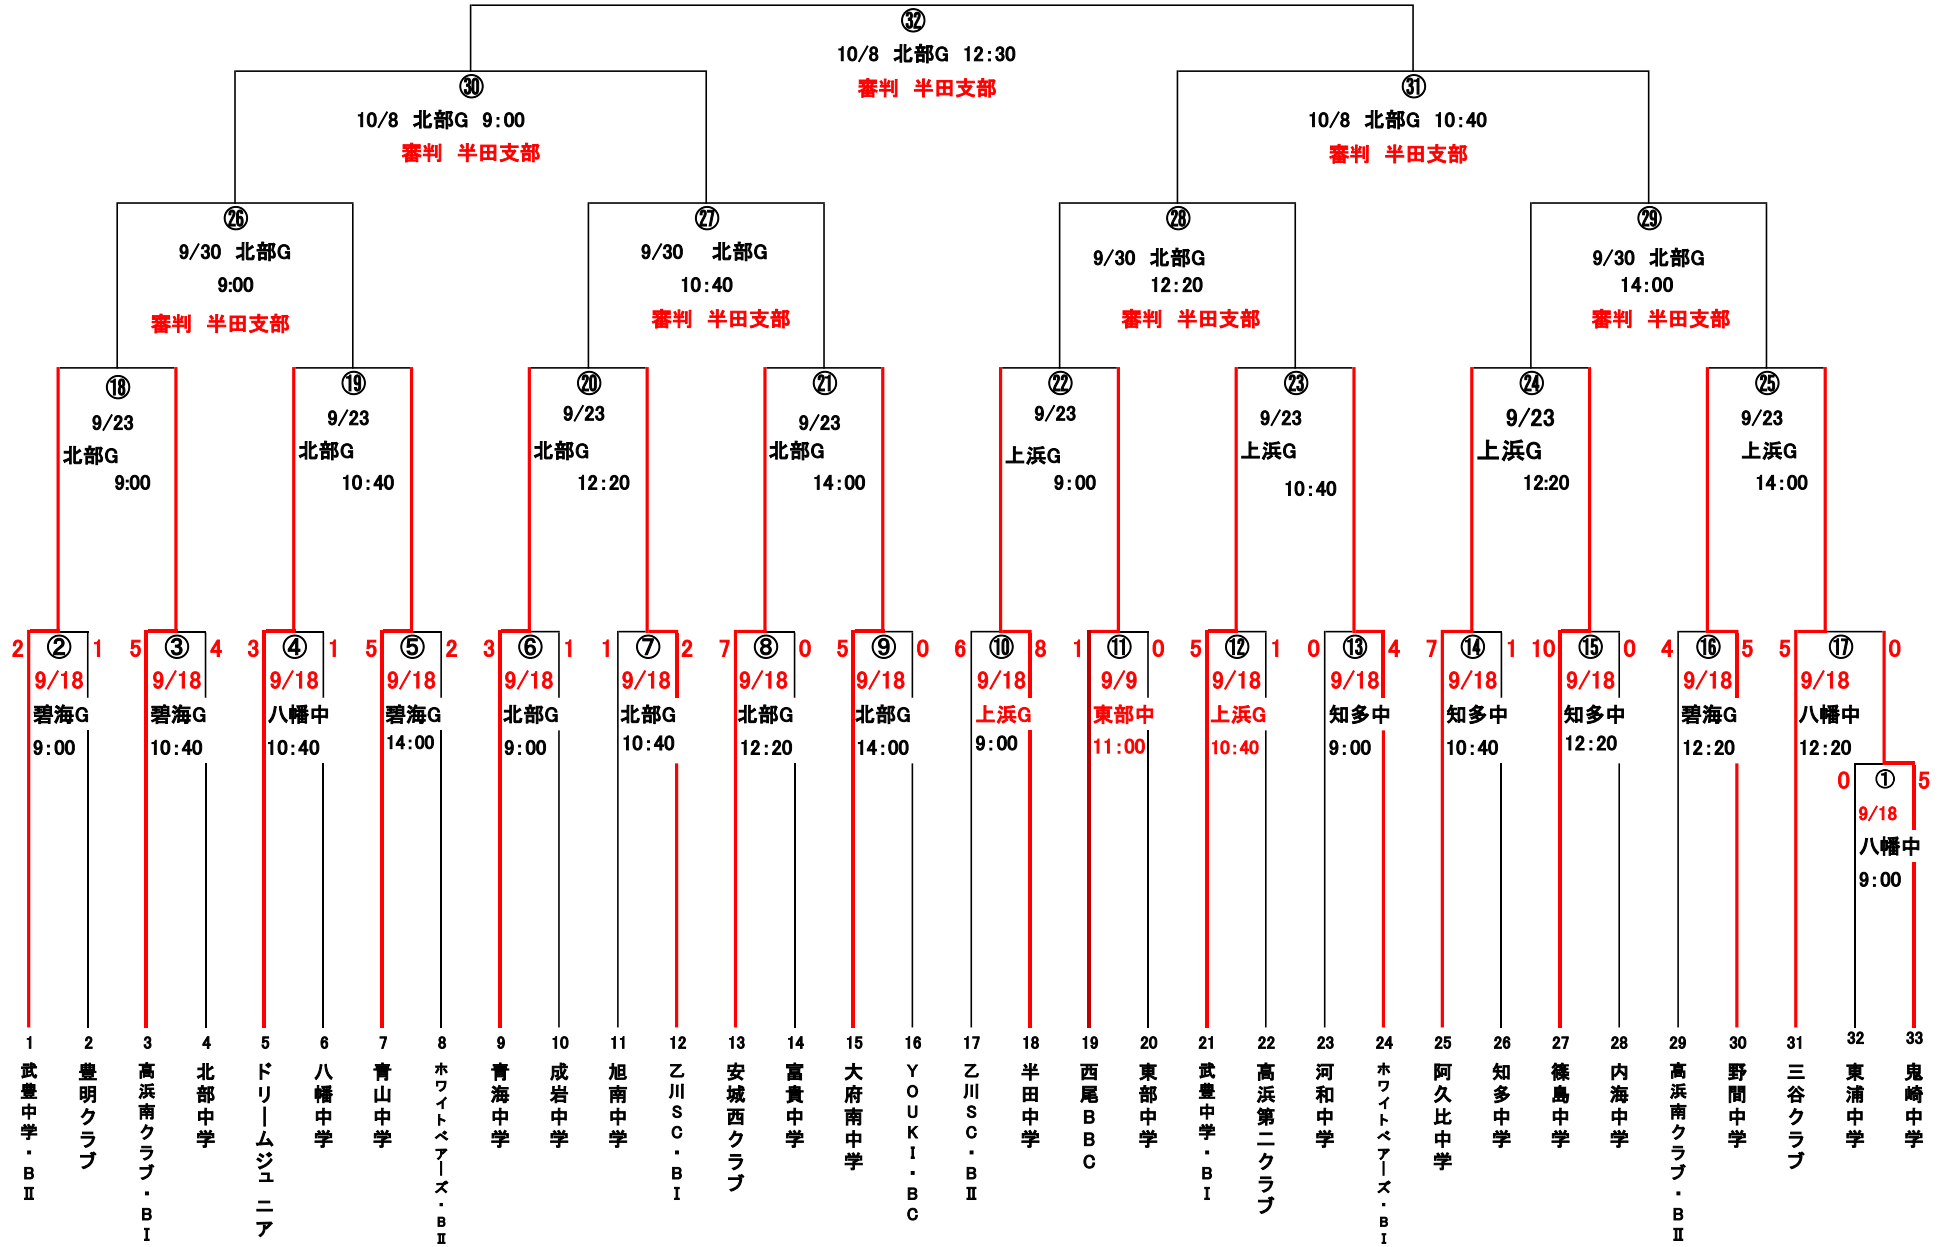 ㉜
10/8 北部G 12:30
審判 半田支部
㉚
10/8 北部G 9:00
審判 半田支部
㉛
10/8 北部G 10:40
審判 半田支部
㉖
9/30 北部G
9:00
審判 半田支部
㉗
9/30 北部G
10:40
審判 半田支部
㉘
9/30 北部G
12:20
審判 半田支部
㉙
9/30 北部G
14:00
審判 半田支部
⑱
9/23
北部G
9:00
⑲
9/23
北部G
10:40
⑳
9/23
北部G
12:20
㉑
9/23
北部G
14:00
㉒
9/23
上浜G
9:00
㉓
9/23
上浜G
10:40
㉔
9/23
上浜G
12:20
㉕
9/23
上浜G
14:00
2 ② 1
9/18
碧海G
9:00
5 ③ 4
9/18
碧海G
10:40
3 ④ 1
9/18
八幡中
10:40
5 ⑤ 2
9/18
碧海G
14:00
3 ⑥ 1
9/18
北部G
9:00
1 ⑦ 2
9/18
北部G
10:40
7 ⑧ 0
9/18
北部G
12:20
5 ⑨ 0
9/18
北部G
14:00
6 ⑩ 8
9/18
上浜G
9:00
1 ⑪ 0
9/9
東部中
11:00
5 ⑫ 1
9/18
上浜G
10:40
0 ⑬ 4
9/18
知多中
9:00
7 ⑭ 1
9/18
知多中
10:40
10 ⑮ 0
9/18
知多中
12:20
4 ⑯ 5
9/18
碧海G
12:20
5 ⑰ 0
9/18
八幡中
12:20
0 ① 5
9/18
八幡中
9:00
1 武豊中学・BⅡ
2 豊明クラブ
3 高浜南クラブ・BⅠ
4 北部中学
5 ドリームジュニア
6 八幡中学
7 青山中学
8 ホワイトベアーズ・BⅡ
9 青海中学
10 成岩中学
11 旭南中学
12 乙川SC・BⅠ
13 安城西クラブ
14 富貴中学
15 大府南中学
16 YOUKI・BC
17 乙川SC・BⅡ
18 半田中学
19 西尾BBC
20 東部中学
21 武豊中学・BⅠ
22 高浜第二クラブ
23 河和中学
24 ホワイトベアーズ・BⅠ
25 阿久比中学
26 知多中学
27 篠島中学
28 内海中学
29 高浜南クラブ・BⅡ
30 野間中学
31 三谷クラブ
32 東浦中学
33 鬼崎中学